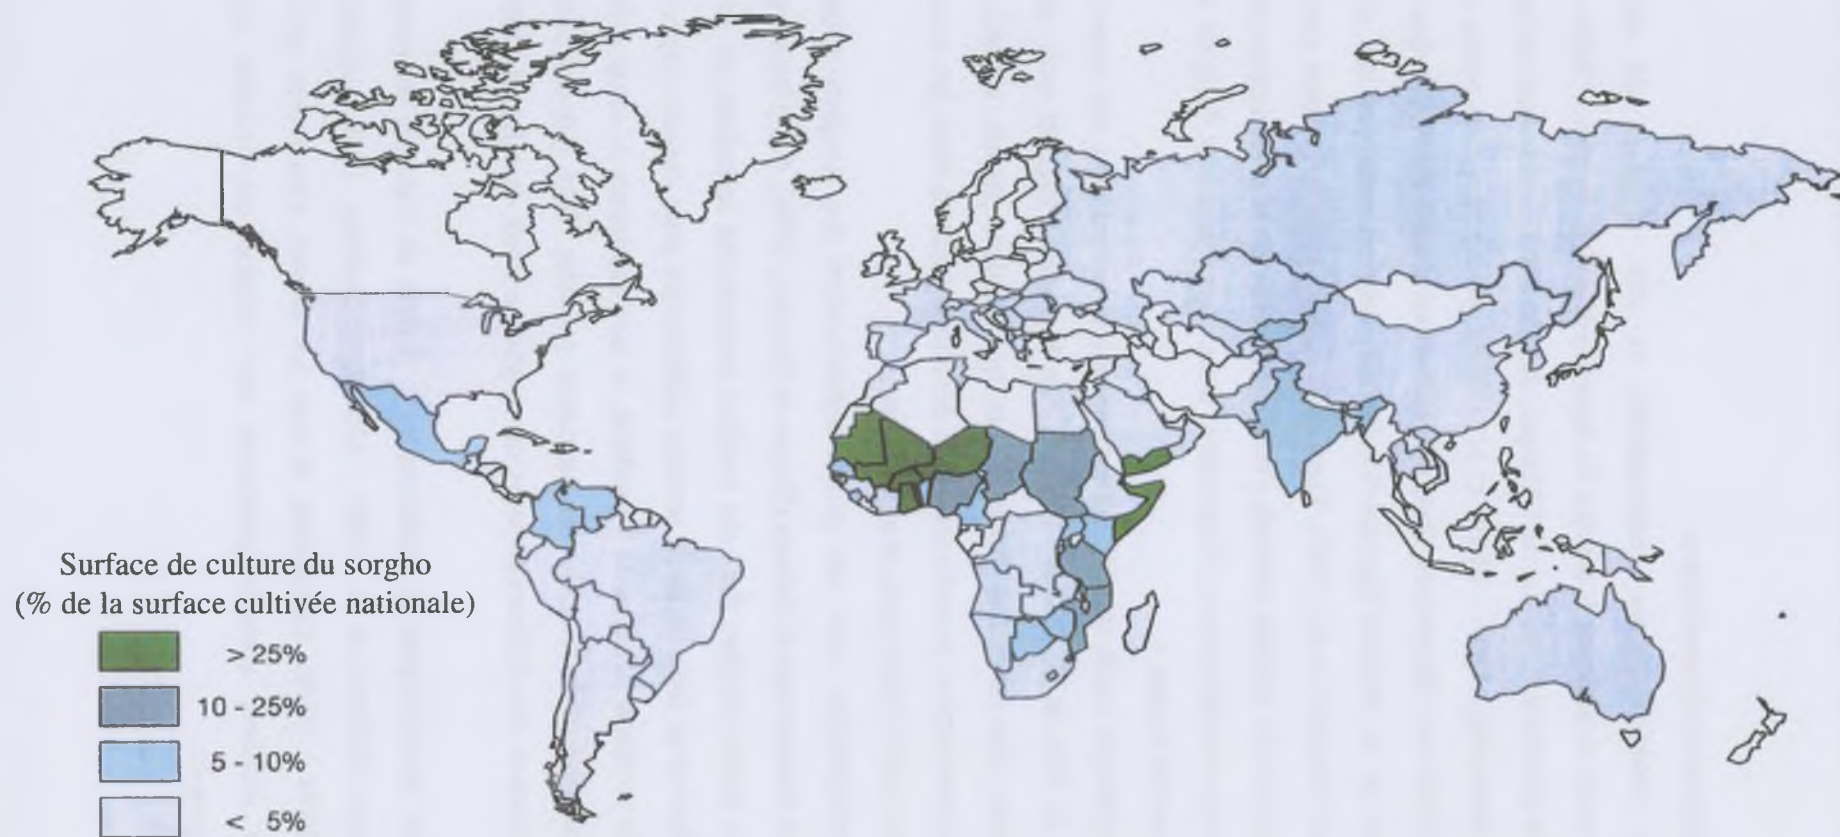 Surface de culture du sorgho
(% de la surface cultivée nationale)
> 25%
10 - 25%
5 - 10%
< 5%